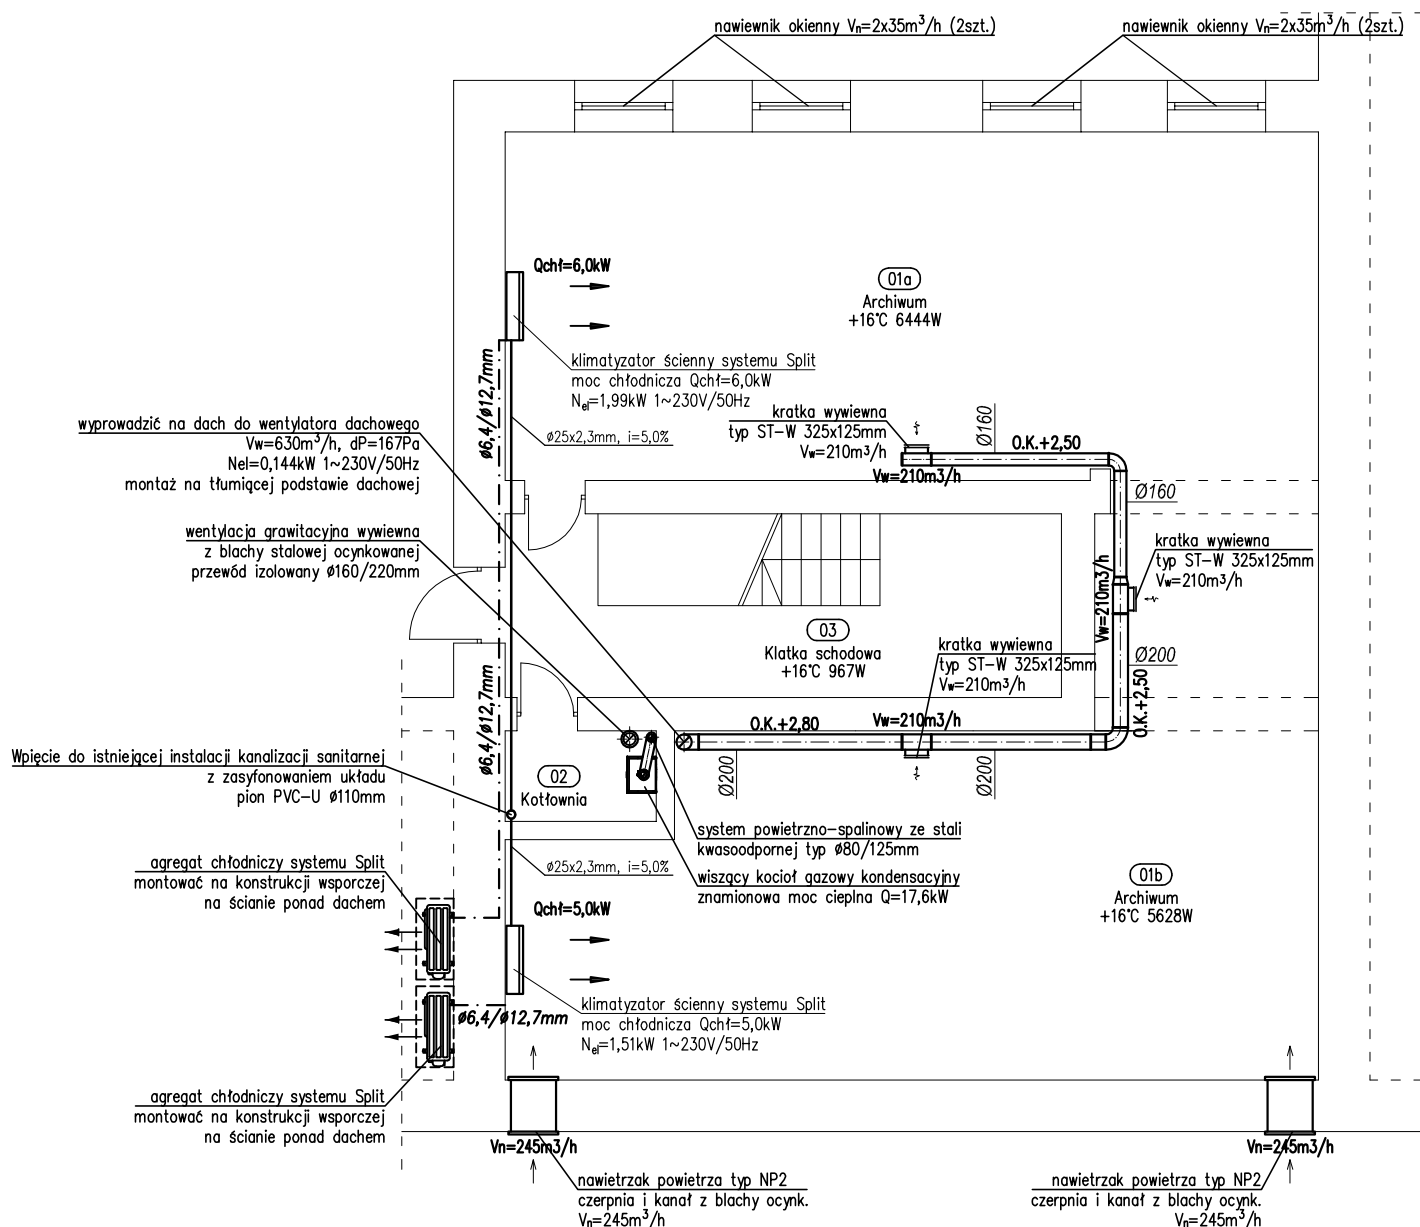 nawiewnik okienny Vn=2x35m³/h (2szt.)
nawiewnik okienny Vn=2x35m³/h (2szt.)
Qchł=6,0kW
01a
Archiwum
+16°C 6444W
klimatyzator ścienny systemu Split
moc chłodnicza Qchł=6,0kW
Nel=1,99kW 1~230V/50Hz
ø6,4/ø12,7mm
ø25x2,3mm, i=5,0%
wyprowadzić na dach do wentylatora dachowego
Vw=630m³/h, dP=167Pa
Nel=0,144kW 1~230V/50Hz
montaż na tłumiącej podstawie dachowej
kratka wywiewna
typ ST-W 325x125mm
Vw=210m³/h
Vw=210m3/h
Ø160
O.K.+2,50
Ø160
wentylacja grawitacyjna wywiewna
z blachy stalowej ocynkowanej
przewód izolowany ø160/220mm
kratka wywiewna
typ ST-W 325x125mm
Vw=210m³/h
Vw=210m3/h
03
Klatka schodowa
+16°C 967W
kratka wywiewna
typ ST-W 325x125mm
Vw=210m³/h
Ø200
O.K.+2,50
ø6,4/ø12,7mm
O.K.+2,80
Vw=210m3/h
Ø200
Ø200
Wpięcie do istniejącej instalacji kanalizacji sanitarnej
z zasyfonowaniem układu
pion PVC-U ø110mm
02
Kotłownia
system powietrzno-spalinowy ze stali
kwasoodpornej typ ø80/125mm
wiszący kocioł gazowy kondensacyjny
znamionowa moc cieplna Q=17,6kW
agregat chłodniczy systemu Split
montować na konstrukcji wsporczej
na ścianie ponad dachem
ø25x2,3mm, i=5,0%
Qchł=5,0kW
01b
Archiwum
+16°C 5628W
klimatyzator ścienny systemu Split
moc chłodnicza Qchł=5,0kW
Nel=1,51kW 1~230V/50Hz
ø6,4/ø12,7mm
agregat chłodniczy systemu Split
montować na konstrukcji wsporczej
na ścianie ponad dachem
Vn=245m3/h
Vn=245m3/h
nawietrzak powietrza typ NP2
czerpnia i kanał z blachy ocynk.
Vn=245m³/h
nawietrzak powietrza typ NP2
czerpnia i kanał z blachy ocynk.
Vn=245m³/h